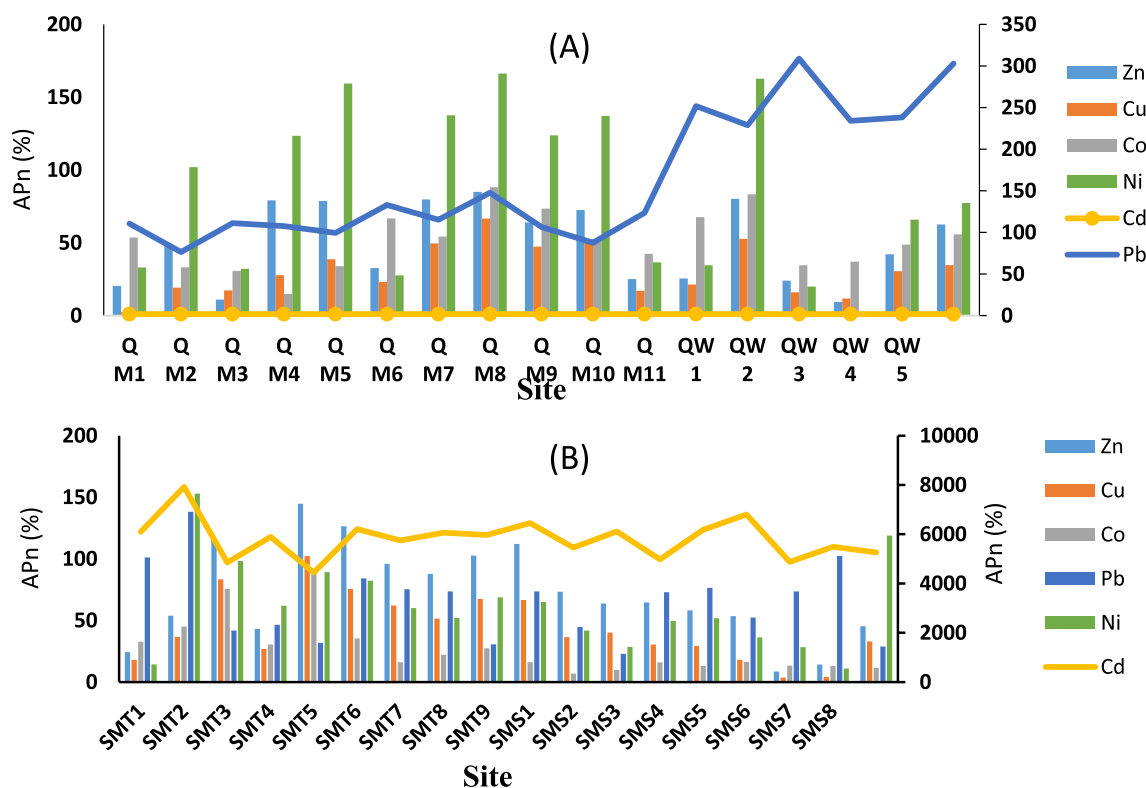 (A)
200
150
100
50
0
APn (%)
350
300
250
200
150
100
50
0
Zn
Cu
Co
Ni
Cd
Pb
Q Q Q Q Q Q Q Q Q Q Q QW QW QW QW QW
M1 M2 M3 M4 M5 M6 M7 M8 M9 M10 M11 1 2 3 4 5
Site
(B)
200
150
100
50
0
APn (%)
10000
8000
6000
4000
2000
0
APn (%)
Zn
Cu
Co
Pb
Ni
Cd
SMT1 SMT2 SMT3 SMT4 SMT5 SMT6 SMT7 SMT8 SMT9 SMS1 SMS2 SMS3 SMS4 SMS5 SMS6 SMS7 SMS8
Site